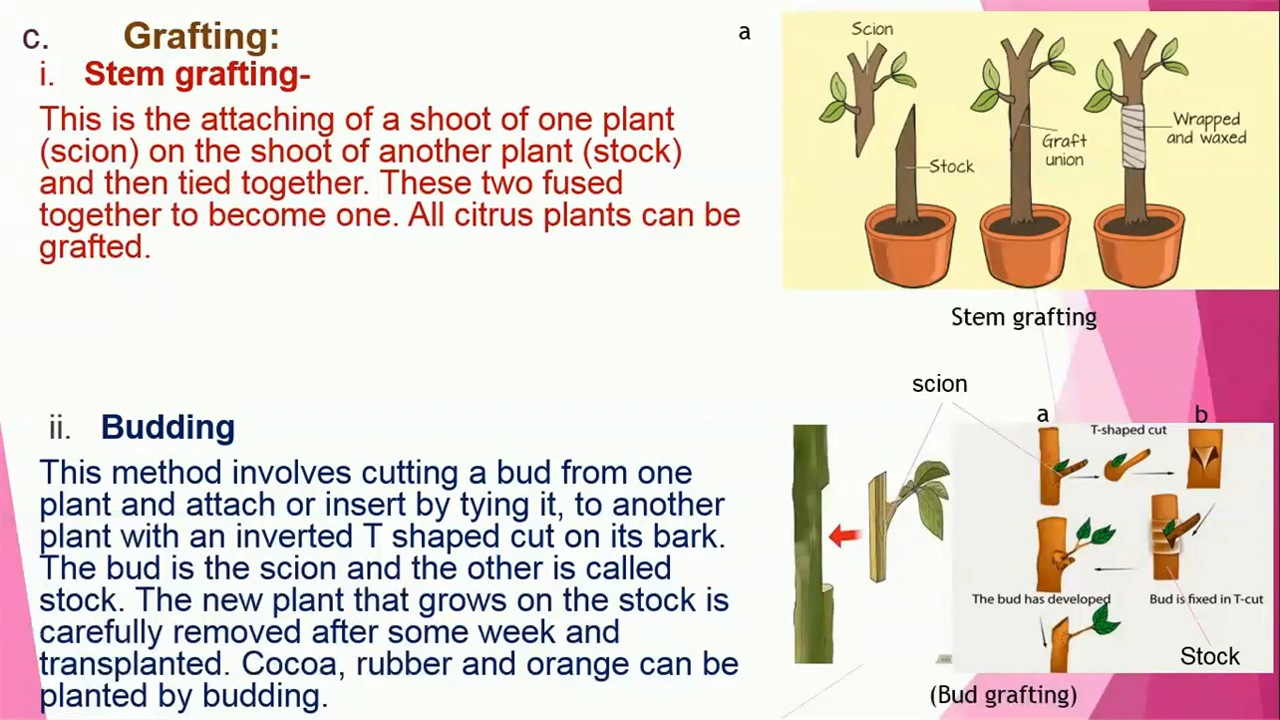 c. Grafting:
i. Stem grafting-
This is the attaching of a shoot of one plant
(scion) on the shoot of another plant (stock)
and then tied together. These two fused
together to become one. All citrus plants can be
grafted.
a
Scion
Stock
Graft
union
Wrapped
and waxed
Stem grafting
ii. Budding
This method involves cutting a bud from one
plant and attach or insert by tying it, to another
plant with an inverted T shaped cut on its bark.
The bud is the scion and the other is called
stock. The new plant that grows on the stock is
carefully removed after some week and
transplanted. Cocoa, rubber and orange can be
planted by budding.
scion
a
b
T-shaped cut
The bud has developed
Bud is fixed in T-cut
Stock
(Bud grafting)